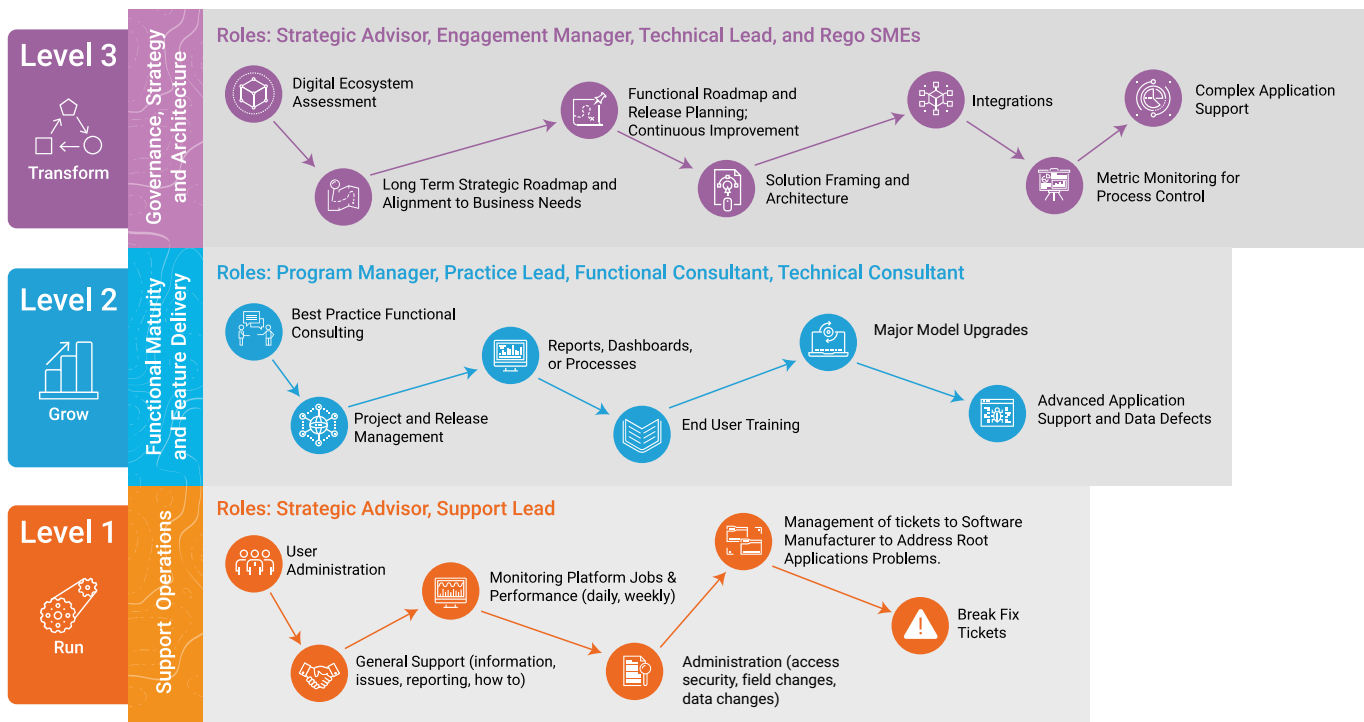 Level 3
Transform
Governance, Strategy
and Architecture
Roles: Strategic Advisor, Engagement Manager, Technical Lead, and Rego SMEs
Digital Ecosystem
Assessment
Long Term Strategic Roadmap and
Alignment to Business Needs
Functional Roadmap and
Release Planning;
Continuous Improvement
Solution Framing and
Architecture
Integrations
Metric Monitoring for
Process Control
Complex Application
Support
Level 2
Grow
Functional Maturity
and Feature Delivery
Roles: Program Manager, Practice Lead, Functional Consultant, Technical Consultant
Best Practice Functional
Consulting
Project and Release
Management
Reports, Dashboards,
or Processes
End User Training
Major Model Upgrades
Advanced Application
Support and Data Defects
Level 1
Run
Support Operations
Roles: Strategic Advisor, Support Lead
User
Administration
General Support (information,
issues, reporting, how to)
Monitoring Platform Jobs &
Performance (daily, weekly)
Administration (access
security, field changes,
data changes)
Management of tickets to Software
Manufacturer to Address Root
Applications Problems.
Break Fix
Tickets